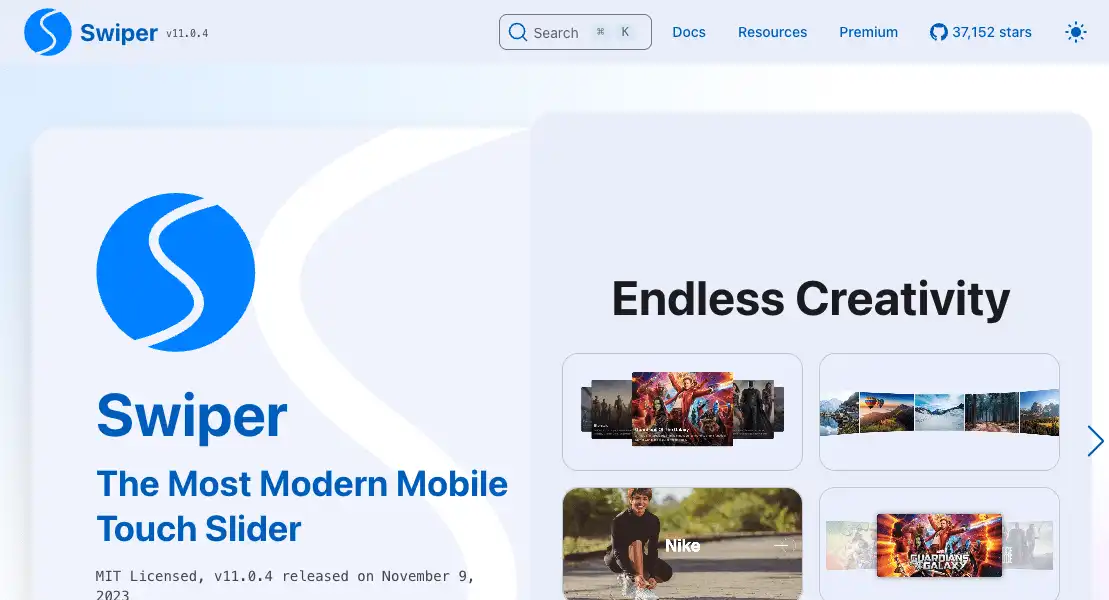 Swiper v11.0.4
Search ⌘ K
Docs
Resources
Premium
37,152 stars
Swiper
The Most Modern Mobile
Touch Slider
MIT Licensed, v11.0.4 released on November 9,
2023
Endless Creativity
Nike
GUARDIANS
GALAXY